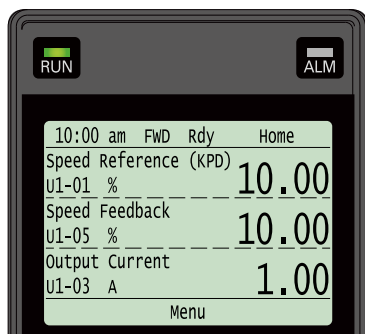 RUN ALM
10:00 am FWD Rdy Home
Speed Reference (KPD)
U1-01 % 10.00
Speed Feedback
U1-05 % 10.00
Output Current
U1-03 A 1.00
Menu